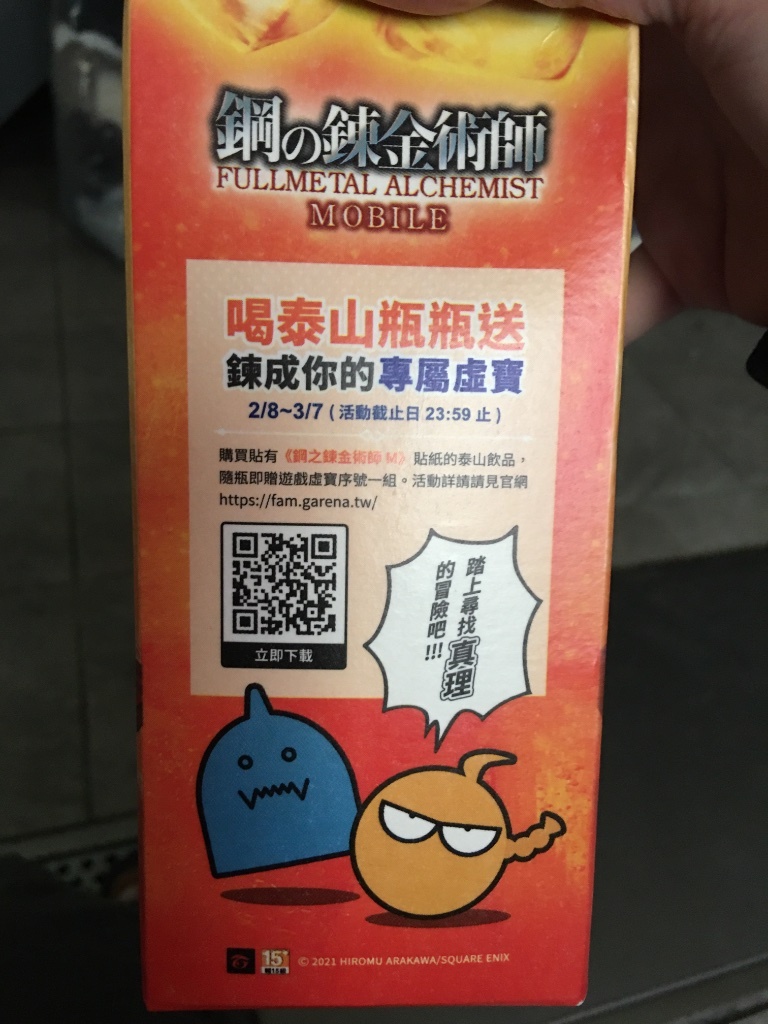 鋼の錬金術師
FULLMETAL ALCHEMIST
MOBILE
喝泰山瓶瓶送
鍊成你的專屬虛寶
2/8~3/7 ( 活動截止日 23:59 止 )
購買貼有《鋼之鍊金術師 M》貼紙的泰山飲品，
隨瓶即贈遊戲虛寶序號一組。活動詳請請見官網
https://fam.garena.tw/
立即下載
踏上尋找真理
的冒險吧!!!
15+
輔15級
© 2021 HIROMU ARAKAWA/SQUARE ENIX